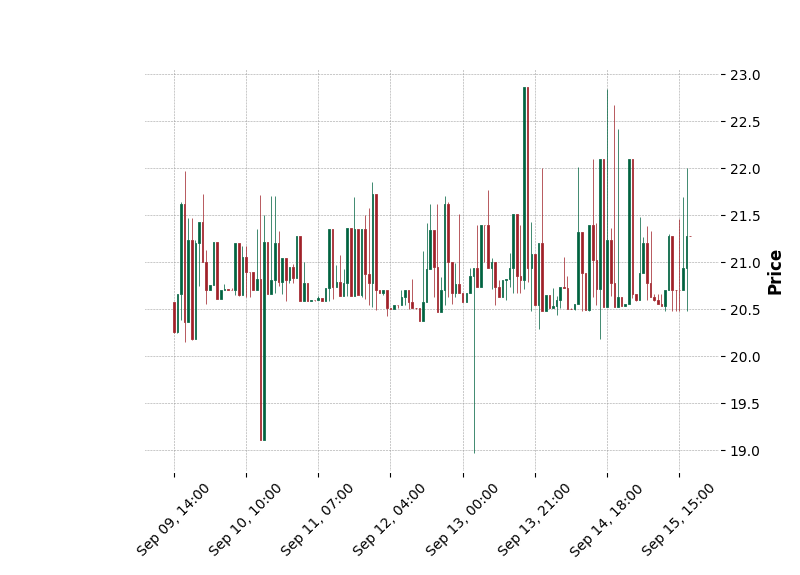 23.0
22.5
22.0
21.5
21.0
20.5
20.0
19.5
19.0
Price
Sep 09, 14:00
Sep 10, 10:00
Sep 11, 07:00
Sep 12, 04:00
Sep 13, 00:00
Sep 13, 21:00
Sep 14, 18:00
Sep 15, 15:00